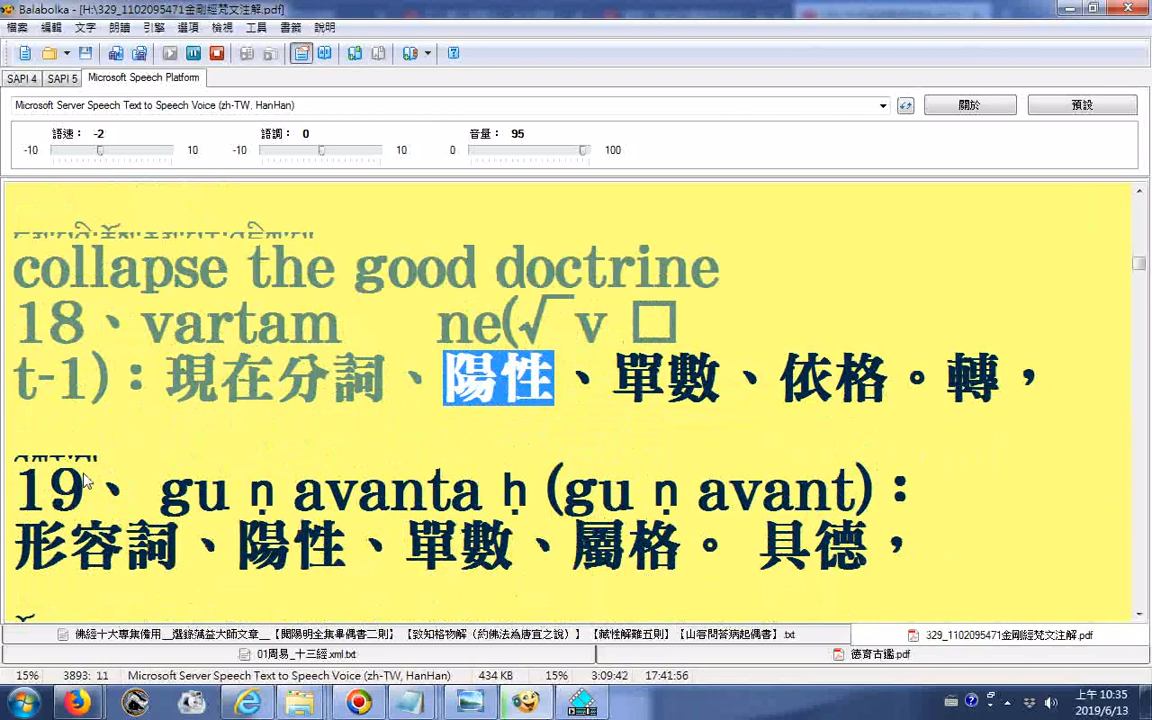 Balabolka - [H:\329_1102095471金剛經梵文注解.pdf]
檔案 編輯 文字 朗讀 引擎 選項 檢視 工具 書籤 說明
SAPI 4 SAPI 5 Microsoft Speech Platform
Microsoft Server Speech Text to Speech Voice (zh-TW, HanHan) 關於 預設
語速： -2 語調： 0 音量： 95
-10 10 -10 10 0 100
collapse the good doctrine
18、vartam ne(√ v □
t-1)：現在分詞、陽性、單數、依格。轉，
19、 gu ṇ avanta ḥ (gu ṇ avant)：
形容詞、陽性、單數、屬格。 具德，
佛經十大專集備用__選錄蕅益大師文章__【閱陽明全集畢偶書二則】【致知格物解（約佛法為唐宜之說）】【緘性解難五則】【山客問答病起偶書】.txt 329_1102095471金剛經梵文注解.pdf
01周易_十三經.xml.txt 德育古鑑.pdf
15% 3893: 11 Microsoft Server Speech Text to Speech Voice (zh-TW, HanHan) 434 KB 15% 3:09:42 17:41:56
上午 10:35
2019/6/13